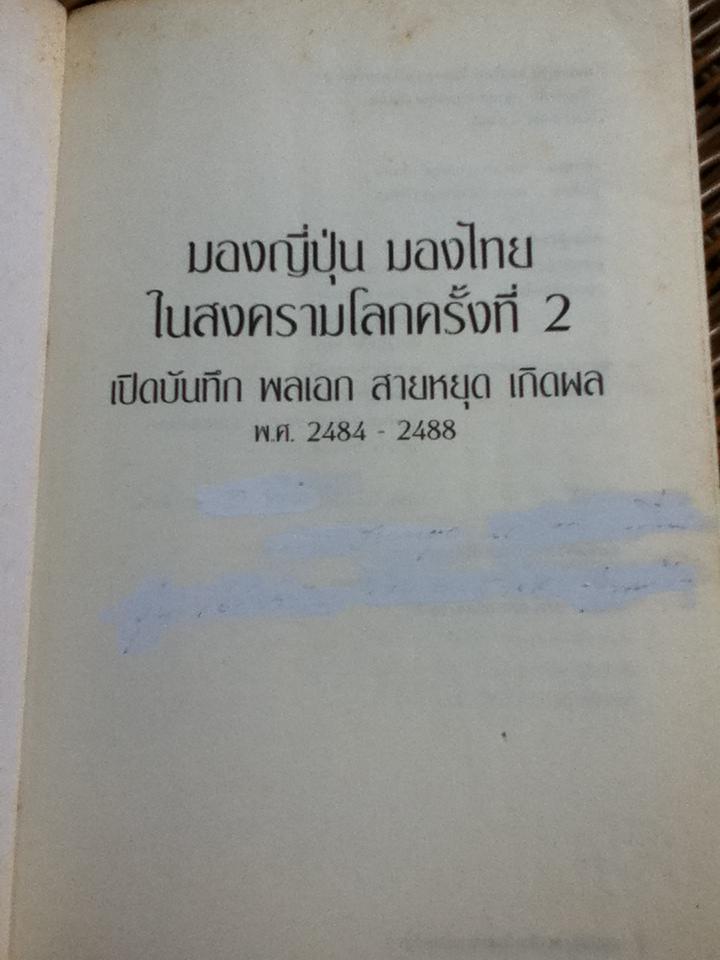 มองญี่ปุ่น มองไทย
ในสงครามโลกครั้งที่ 2
เปิดบันทึก พลเอก สายหยุด เกิดผล
พ.ศ. 2484 - 2488